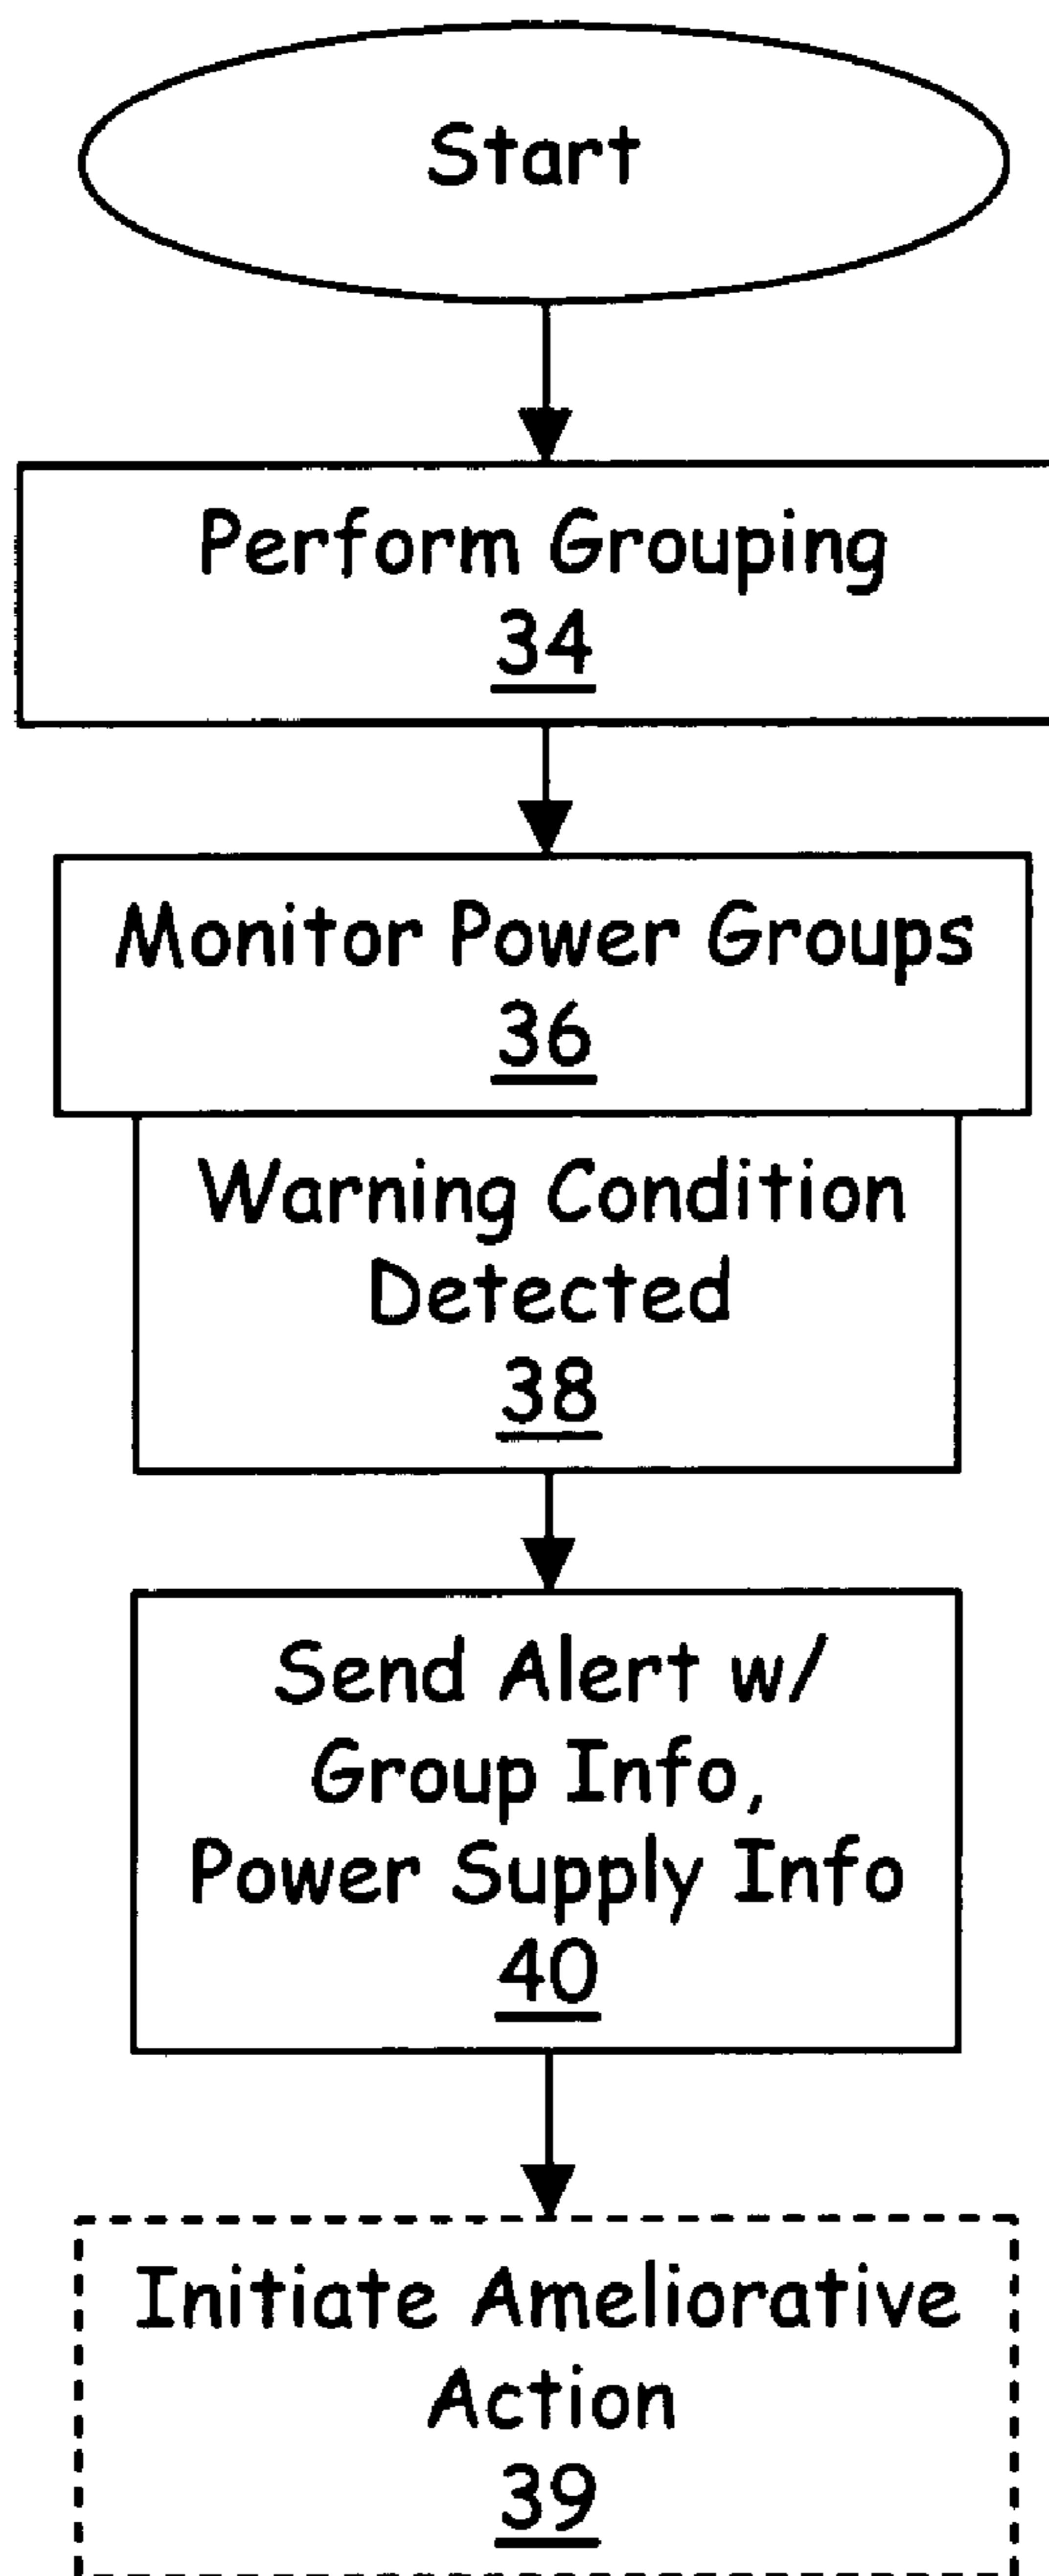 Start
Perform Grouping
34
Monitor Power Groups
36
Warning Condition
Detected
38
Send Alert w/
Group Info,
Power Supply Info
40
Initiate Ameliorative
Action
39